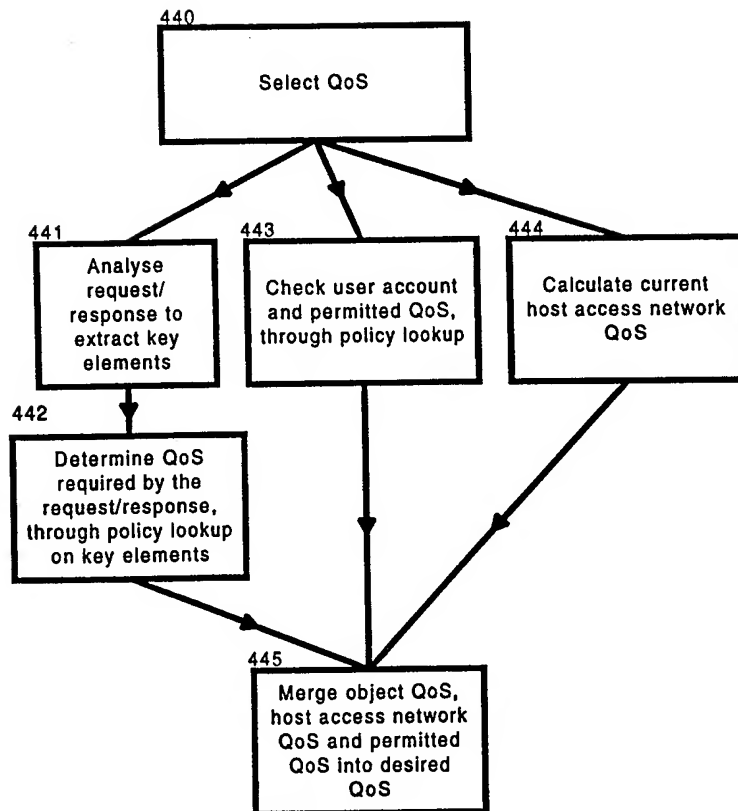 440
Select QoS
441
Analyse
request/
response to
extract key
elements
443
Check user account
and permitted QoS,
through policy lookup
444
Calculate current
host access network
QoS
442
Determine QoS
required by the
request/response,
through policy lookup
on key elements
445
Merge object QoS,
host access network
QoS and permitted
QoS into desired
QoS